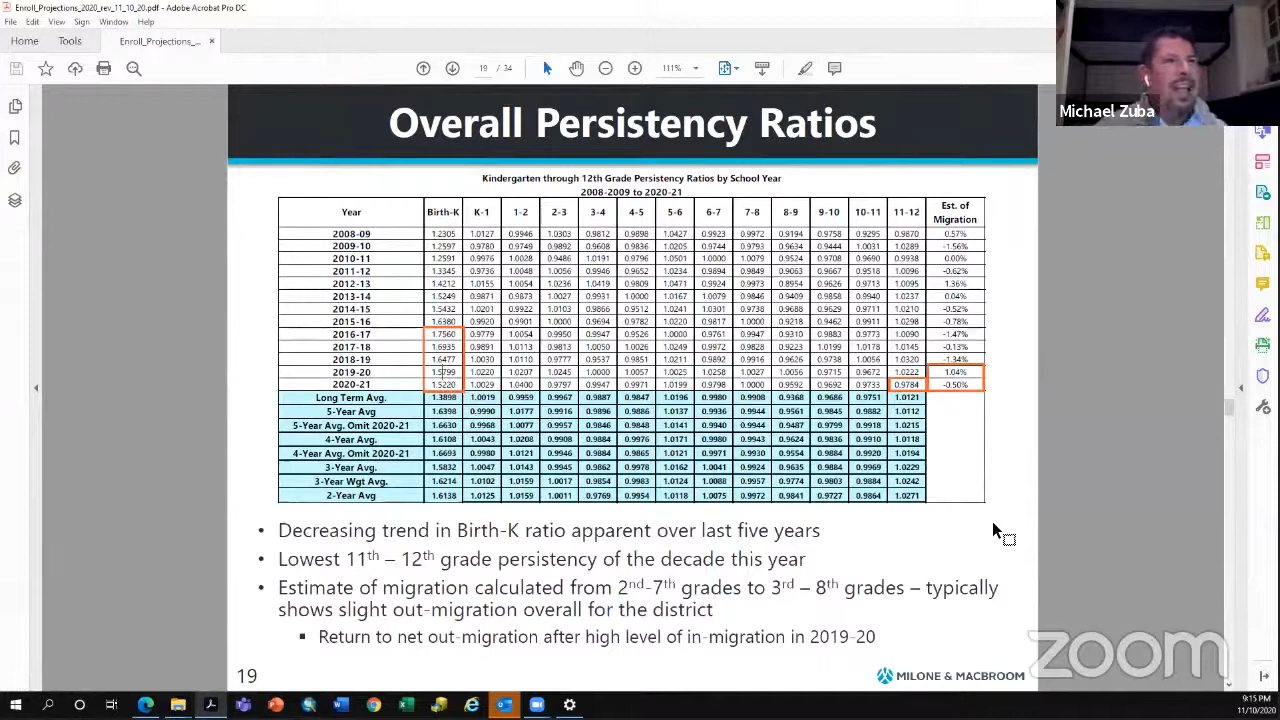 Enroll_Projections_2020_rev_11_10_20.pdf - Adobe Acrobat Pro DC
File Edit View Sign Window Help
Home Tools Enroll_Projections_... ×
19 / 34 111%
Michael Zuba
Overall Persistency Ratios
Kindergarten through 12th Grade Persistency Ratios by School Year
2008-2009 to 2020-21
Year Birth-K K-1 1-2 2-3 3-4 4-5 5-6 6-7 7-8 8-9 9-10 10-11 11-12 Est. of Migration
2008-09 1.2305 1.0127 0.9946 1.0303 0.9812 0.9898 1.0427 0.9923 0.9972 0.9194 0.9758 0.9295 0.9870 0.57%
2009-10 1.2597 0.9780 0.9749 0.9892 0.9608 0.9836 1.0205 0.9744 0.9793 0.9634 0.9444 1.0031 1.0289 -1.56%
2010-11 1.2591 0.9976 1.0028 0.9486 1.0191 0.9796 1.0501 1.0000 1.0079 0.9524 0.9708 0.9690 0.9938 0.00%
2011-12 1.3345 0.9736 1.0048 1.0056 0.9946 0.9652 1.0234 0.9894 0.9849 0.9063 0.9667 0.9518 1.0096 -0.62%
2012-13 1.4212 1.0155 1.0054 1.0236 1.0419 0.9809 1.0471 0.9924 0.9973 0.8954 0.9626 0.9713 1.0095 1.36%
2013-14 1.5249 0.9871 0.9873 1.0027 0.9931 1.0000 1.0167 1.0079 0.9846 0.9409 0.9858 0.9940 1.0237 0.04%
2014-15 1.5432 1.0201 0.9922 1.0103 0.9866 0.9512 1.0241 1.0301 0.9738 0.9688 0.9629 0.9711 1.0210 -0.52%
2015-16 1.6380 0.9920 0.9901 1.0000 0.9694 0.9782 1.0220 0.9817 1.0000 0.9218 0.9462 0.9911 1.0298 -0.78%
2016-17 1.7560 0.9779 1.0054 0.9950 0.9947 0.9526 1.0000 0.9761 0.9947 0.9310 0.9883 0.9773 1.0090 -1.47%
2017-18 1.6935 0.9891 1.0113 0.9813 1.0050 1.0026 1.0249 0.9972 0.9828 0.9223 1.0199 1.0178 1.0145 -0.13%
2018-19 1.6477 1.0030 1.0110 0.9777 0.9537 0.9851 1.0211 0.9892 0.9916 0.9626 0.9738 1.0056 1.0320 -1.34%
2019-20 1.5799 1.0220 1.0207 1.0245 1.0000 1.0057 1.0025 1.0258 1.0027 1.0056 0.9715 0.9672 1.0222 1.04%
2020-21 1.5220 1.0029 1.0400 0.9797 0.9947 0.9971 1.0199 0.9798 1.0000 0.9592 0.9692 0.9733 0.9784 -0.50%
Long Term Avg. 1.3898 1.0019 0.9959 0.9967 0.9887 0.9847 1.0196 0.9980 0.9908 0.9368 0.9686 0.9751 1.0121
5-Year Avg 1.6398 0.9990 1.0177 0.9916 0.9896 0.9886 1.0137 0.9936 0.9944 0.9561 0.9845 0.9882 1.0112
5-Year Avg. Omit 2020-21 1.6630 0.9968 1.0077 0.9957 0.9846 0.9848 1.0121 0.9940 0.9944 0.9487 0.9799 0.9918 1.0215
4-Year Avg. 1.6108 1.0043 1.0208 0.9908 0.9884 0.9976 1.0171 0.9980 0.9943 0.9624 0.9836 0.9910 1.0118
4-Year Avg. Omit 2020-21 1.6693 0.9980 1.0121 0.9946 0.9884 0.9865 1.0121 0.9971 0.9930 0.9554 0.9884 0.9920 1.0194
3-Year Avg. 1.5832 1.0047 1.0143 0.9945 0.9862 0.9978 1.0162 1.0041 0.9924 0.9635 0.9884 0.9969 1.0229
3-Year Wgt Avg. 1.6214 1.0102 1.0159 1.0017 0.9854 0.9983 1.0124 1.0088 0.9957 0.9774 0.9803 0.9884 1.0242
2-Year Avg 1.6138 1.0125 1.0159 1.0011 0.9769 0.9954 1.0118 1.0075 0.9972 0.9841 0.9727 0.9864 1.0271
• Decreasing trend in Birth-K ratio apparent over last five years
• Lowest 11th – 12th grade persistency of the decade this year
• Estimate of migration calculated from 2nd-7th grades to 3rd – 8th grades – typically
shows slight out-migration overall for the district
▪ Return to net out-migration after high level of in-migration in 2019-20
19
MILONE & MACBROOM
zoom
9:15 PM
11/10/2020